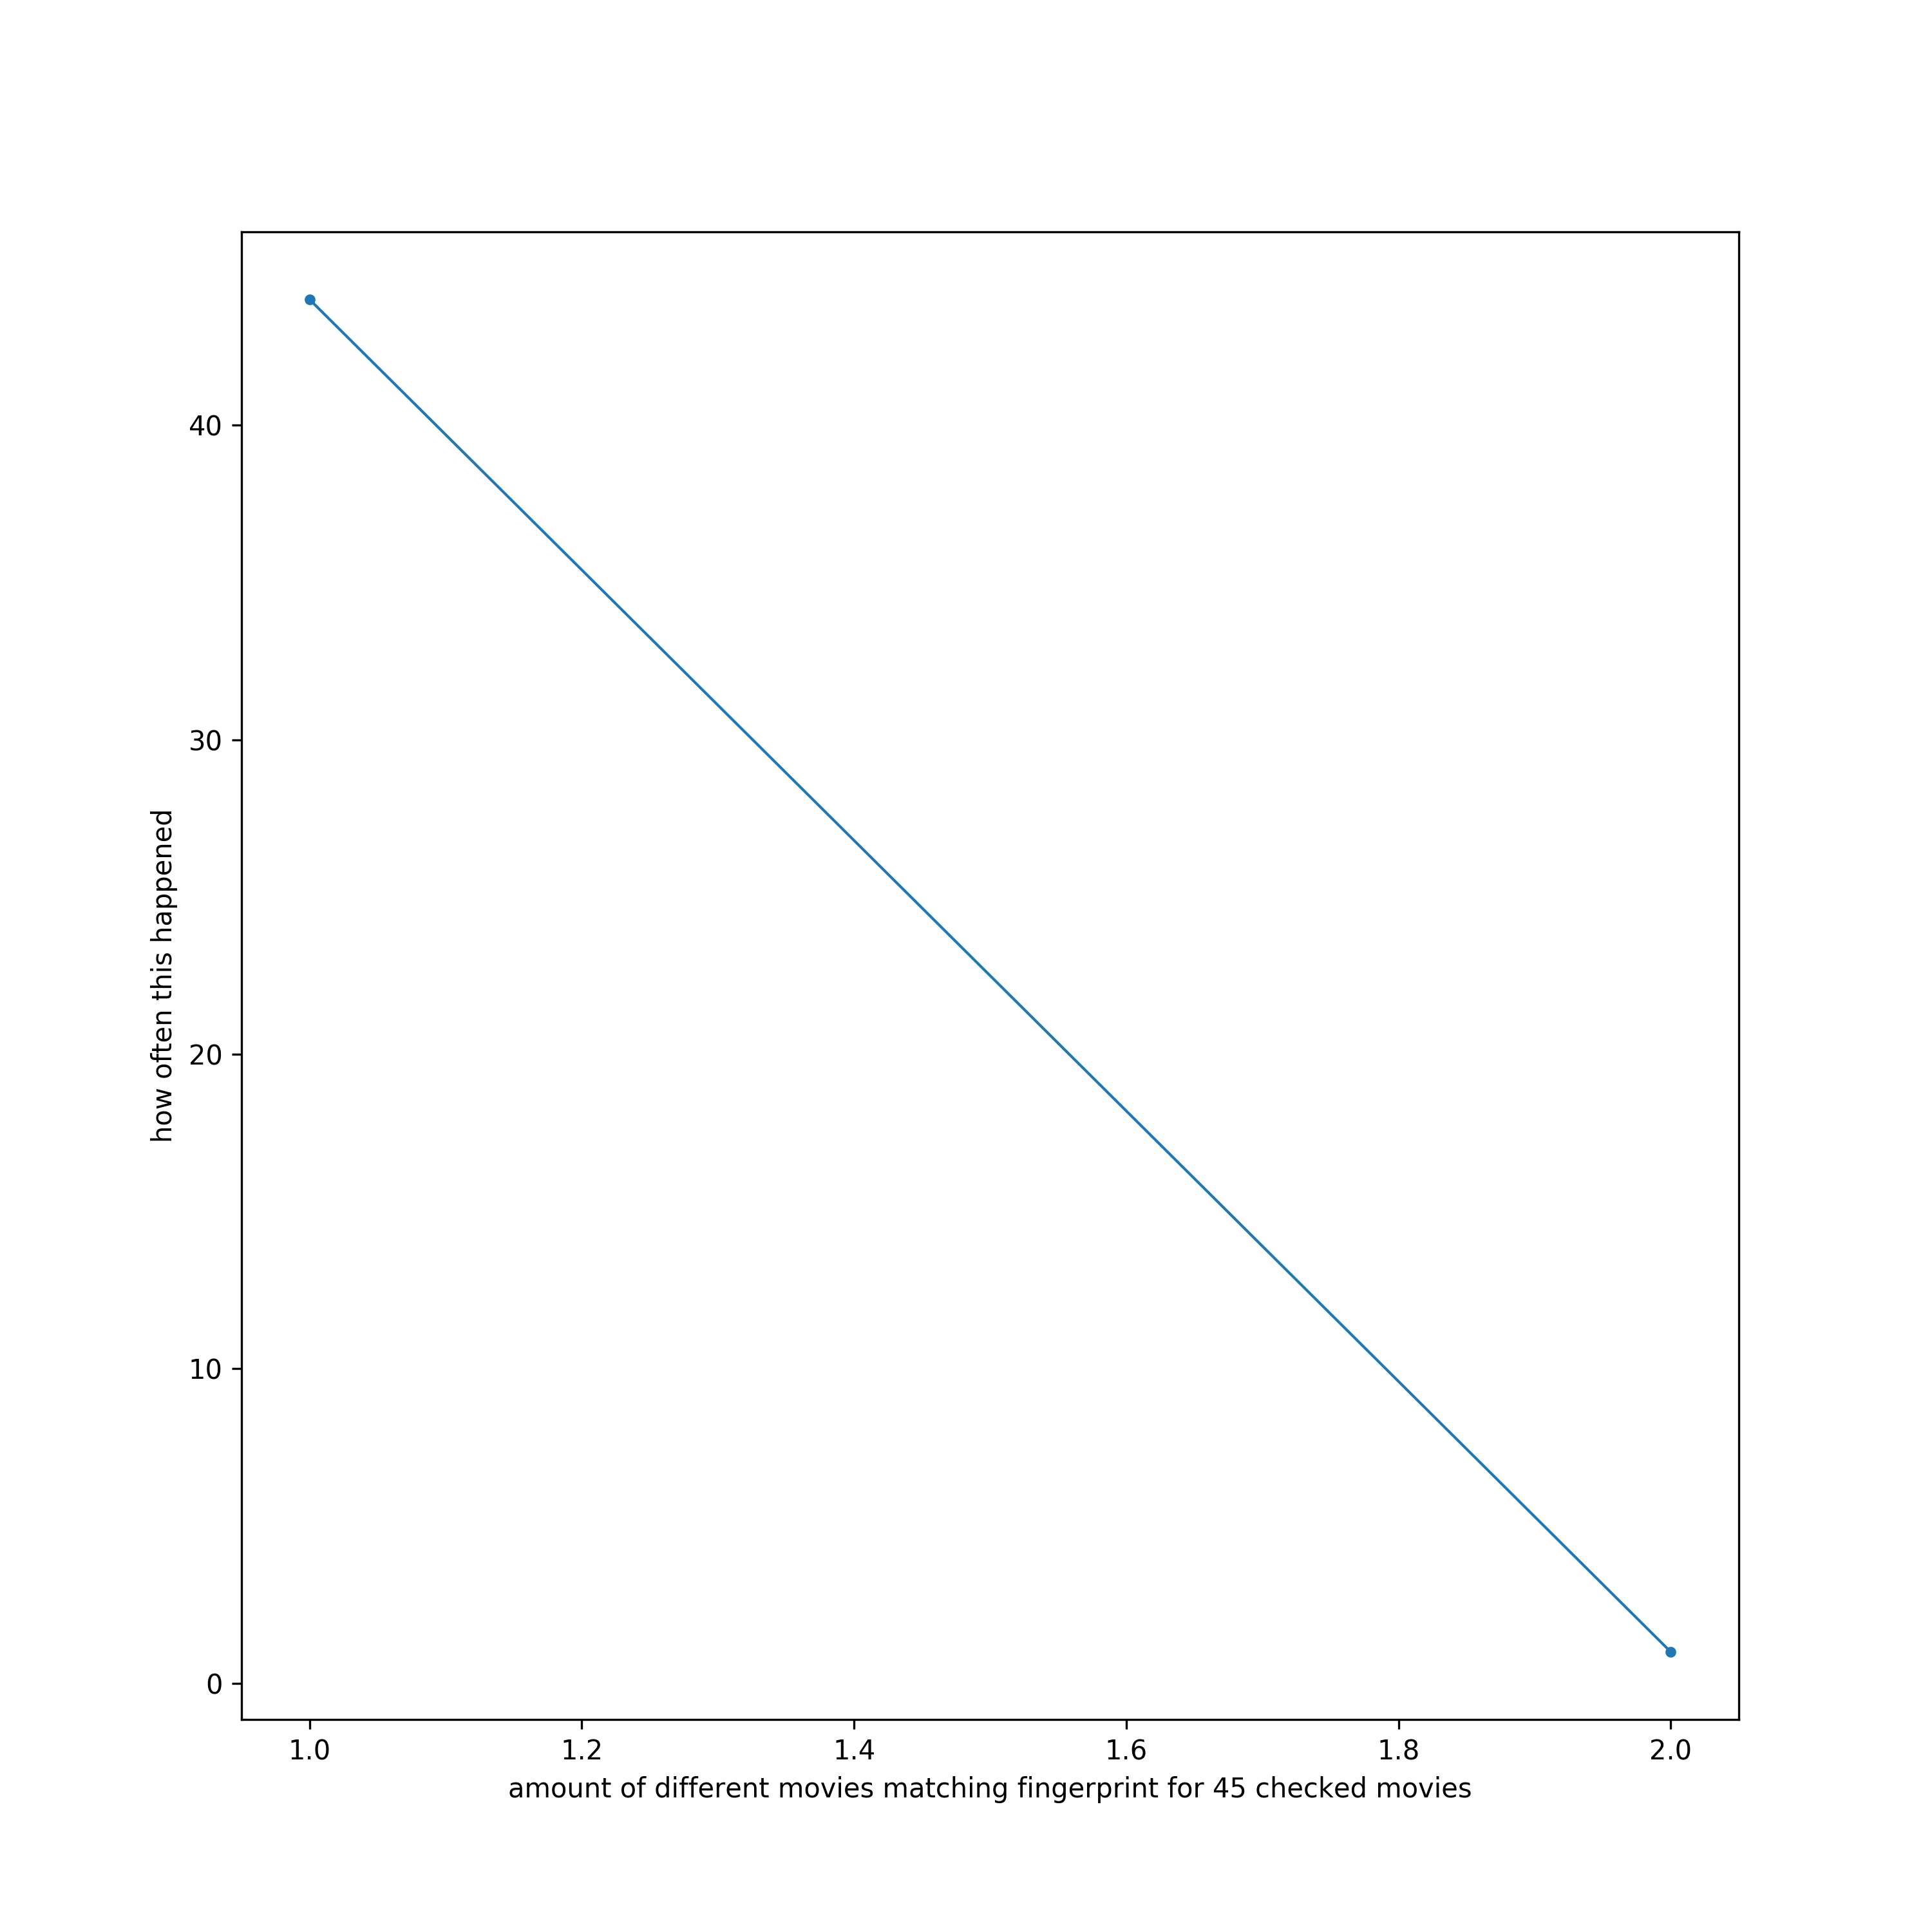 40
30
20
10
0
how often this happened
1.0 1.2 1.4 1.6 1.8 2.0
amount of different movies matching fingerprint for 45 checked movies